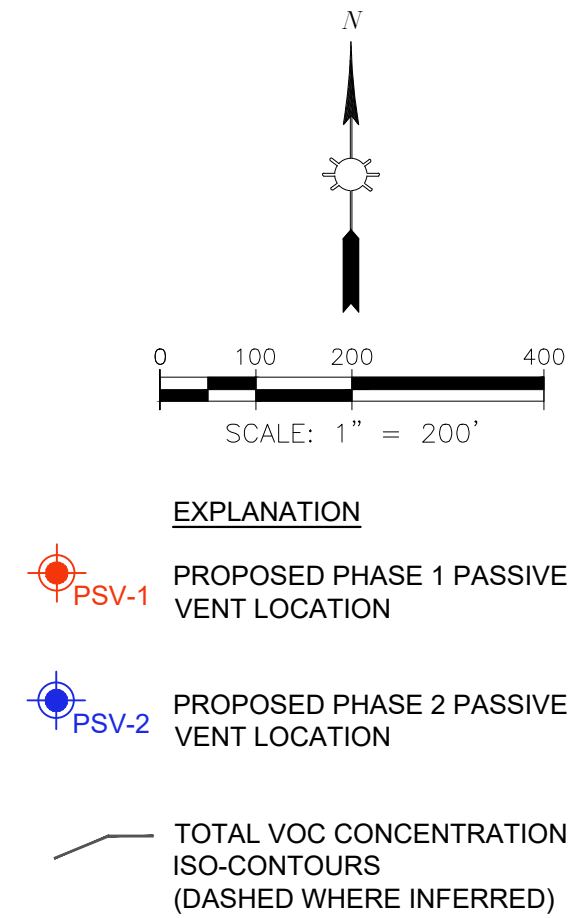 N
0 100 200 400
SCALE: 1" = 200'
EXPLANATION
PSV-1 PROPOSED PHASE 1 PASSIVE
VENT LOCATION
PSV-2 PROPOSED PHASE 2 PASSIVE
VENT LOCATION
TOTAL VOC CONCENTRATION
ISO-CONTOURS
(DASHED WHERE INFERRED)